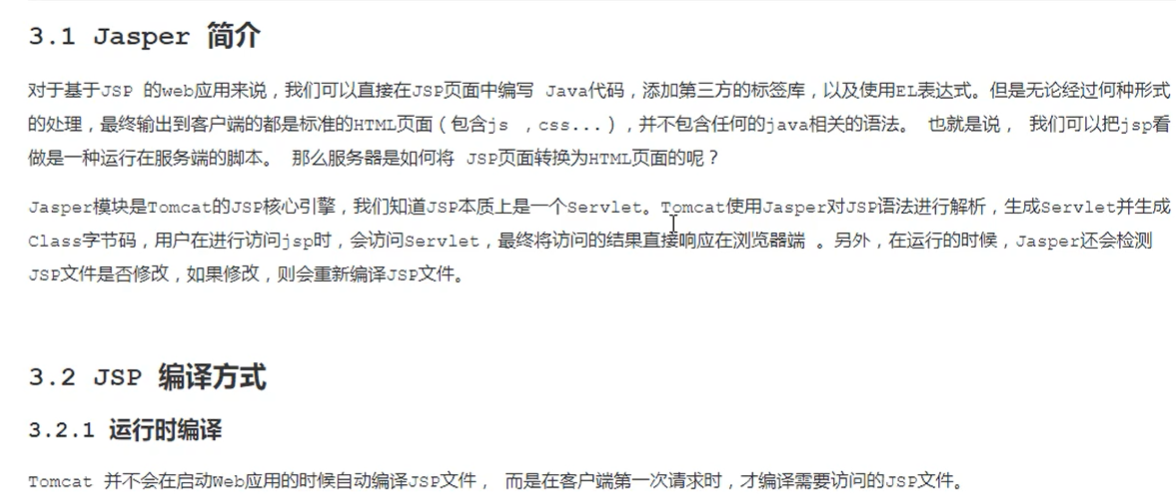 3.1 Jasper 简介
对于基于JSP 的web应用来说，我们可以直接在JSP页面中编写 Java代码，添加第三方的标签库，以及使用EL表达式。但是无论经过何种形式
的处理，最终输出到客户端的都是标准的HTML页面（包含js ，css...），并不包含任何的java相关的语法。 也就是说， 我们可以把jsp看
做是一种运行在服务端的脚本。 那么服务器是如何将 JSP页面转换为HTML页面的呢？
Jasper模块是Tomcat的JSP核心引擎，我们知道JSP本质上是一个Servlet。Tomcat使用Jasper对JSP语法进行解析，生成Servlet并生成
Class字节码，用户在进行访问jsp时，会访问Servlet，最终将访问的结果直接响应在浏览器端 。另外，在运行的时候，Jasper还会检测
JSP文件是否修改，如果修改，则会重新编译JSP文件。
3.2 JSP 编译方式
3.2.1 运行时编译
Tomcat 并不会在启动Web应用的时候自动编译JSP文件， 而是在客户端第一次请求时，才编译需要访问的JSP文件。